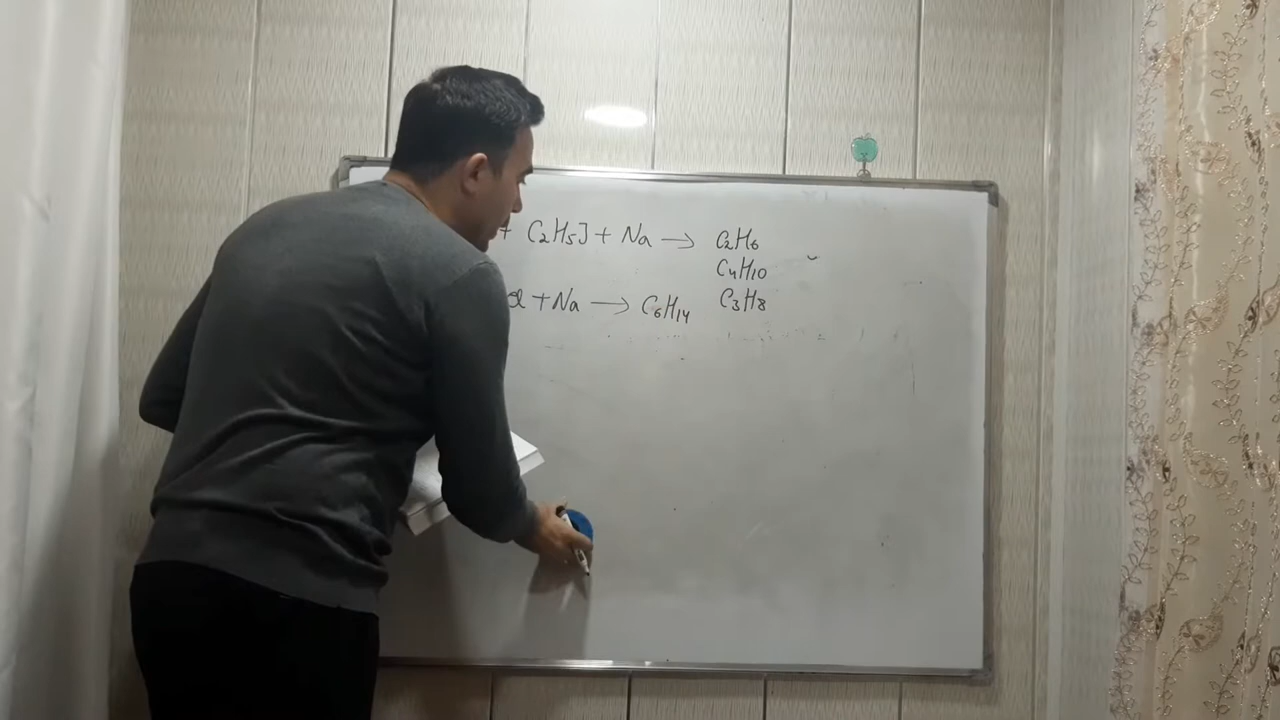 + C₂H₅J + Na → C₂H₆
C₄H₁₀
+ Na → C₆H₁₄ C₃H₈